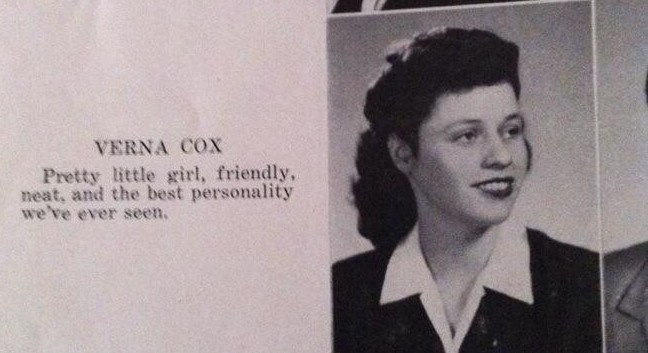 VERNA COX
Pretty little girl, friendly,
neat, and the best personality
we've ever seen.